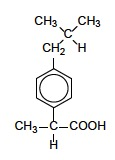 CH₃ CH₃
C
CH₂ H
CH₃—C—COOH
H